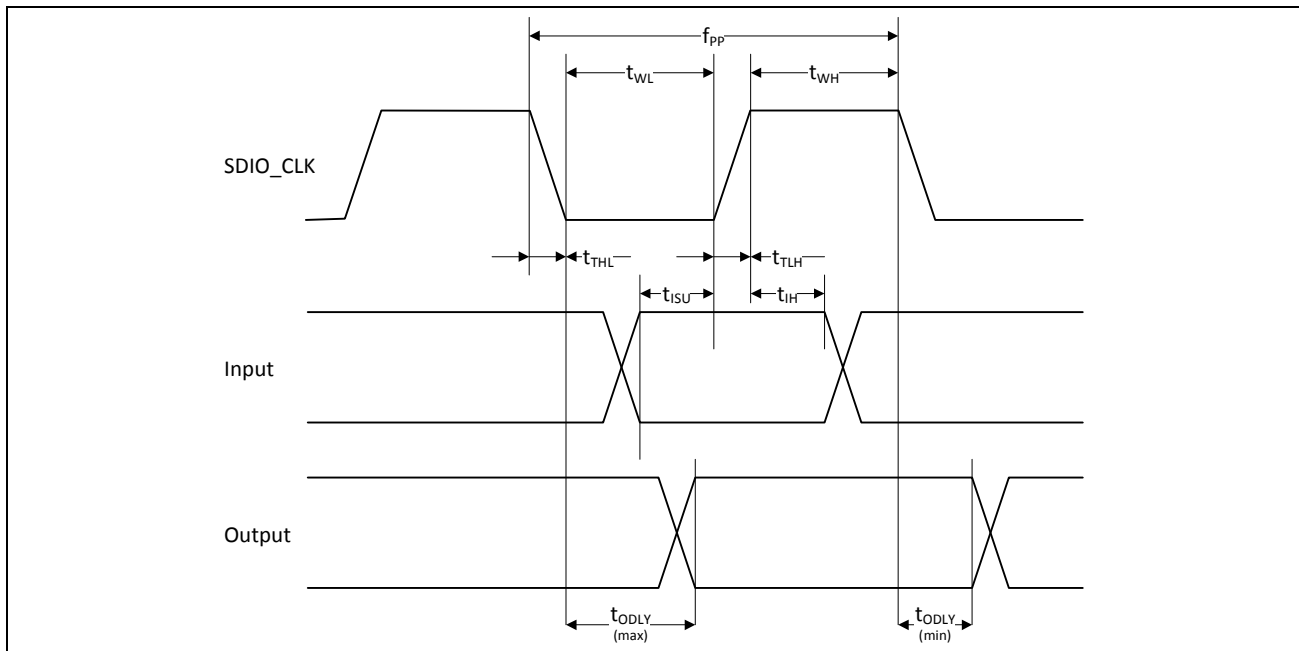 fPP
tWL
tWH
SDIO_CLK
tTHL
tTLH
tISU
tIH
Input
Output
tODLY
(max)
tODLY
(min)